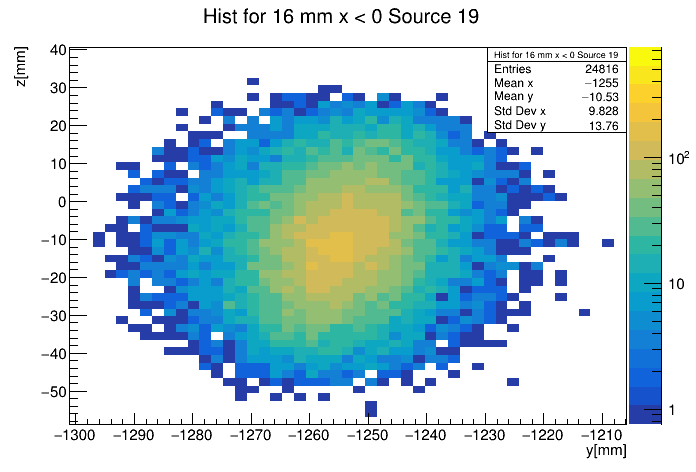 Hist for 16 mm x < 0 Source 19
z[mm]
Hist for 16 mm x < 0 Source 19
Entries 24816
Mean x −1255
Mean y −10.53
Std Dev x 9.828
Std Dev y 13.76
40
30
20
10
0
−10
−20
−30
−40
−50
10²
10
1
−1300 −1290 −1280 −1270 −1260 −1250 −1240 −1230 −1220 −1210
y[mm]